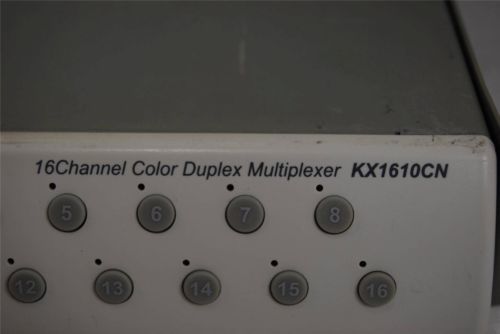 16Channel Color Duplex Multiplexer KX1610CN
5 6 7 8
12 13 14 15 16